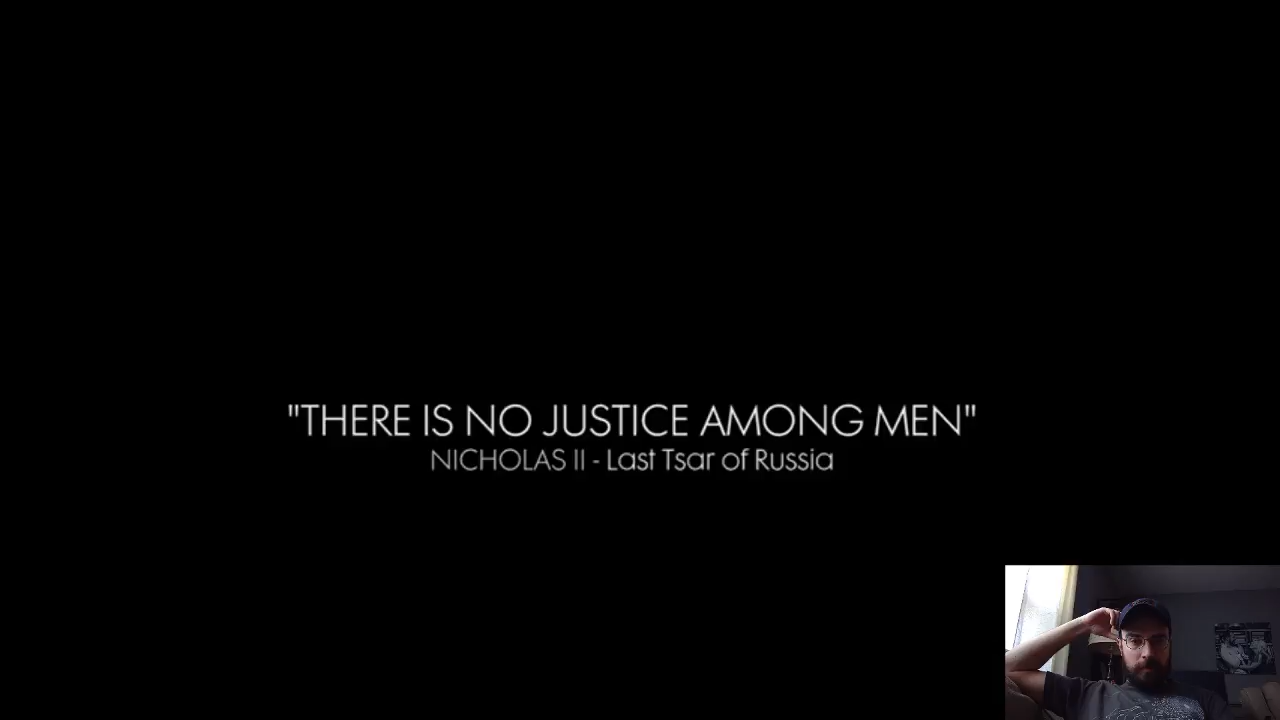 "THERE IS NO JUSTICE AMONG MEN"
NICHOLAS II - Last Tsar of Russia